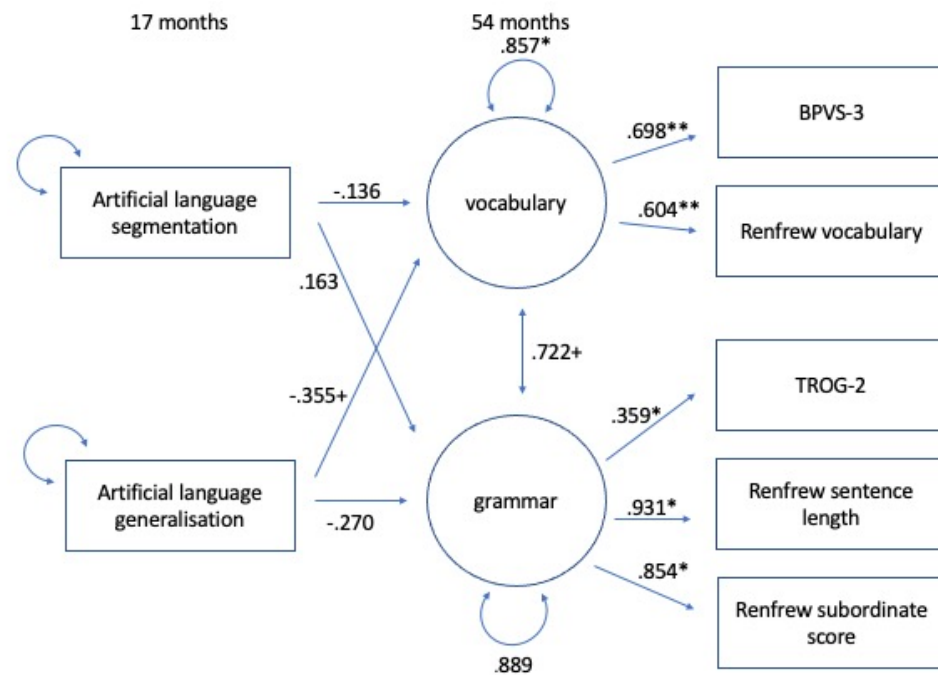 17 months
54 months
.857*
BPVS-3
.698**
Artificial language
segmentation
-.136
vocabulary
.604**
Renfrew vocabulary
.163
.722+
-.355+
TROG-2
.359*
Artificial language
generalisation
-.270
grammar
.931*
Renfrew sentence
length
.854*
Renfrew subordinate
score
.889